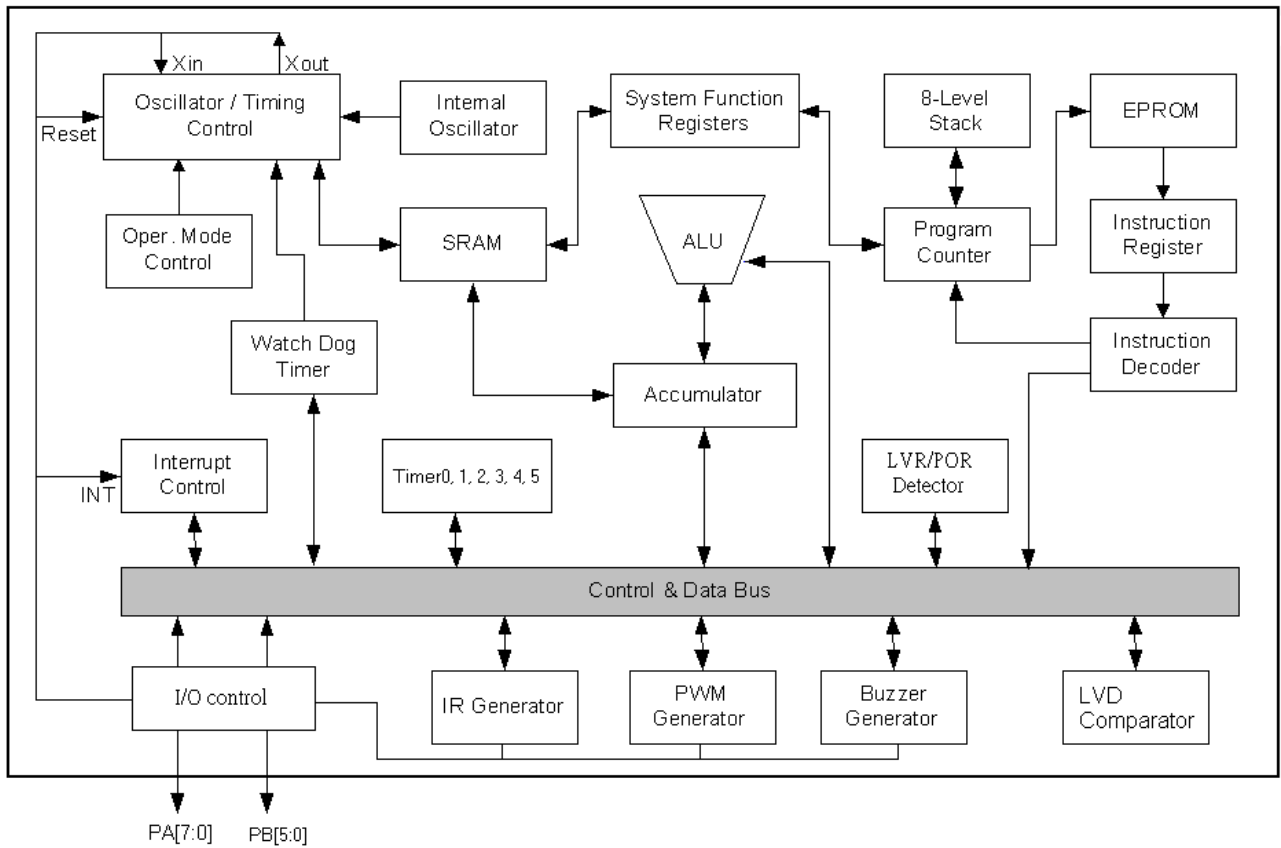 Xin
Xout
Oscillator / Timing
Control
Reset
Internal
Oscillator
System Function
Registers
8-Level
Stack
EPROM
Oper. Mode
Control
SRAM
ALU
Program
Counter
Instruction
Register
Watch Dog
Timer
Accumulator
Instruction
Decoder
Interrupt
Control
INT
Timer0, 1, 2, 3, 4, 5
LVR/POR
Detector
Control & Data Bus
I/O control
IR Generator
PWM
Generator
Buzzer
Generator
LVD
Comparator
PA[7:0]
PB[5:0]